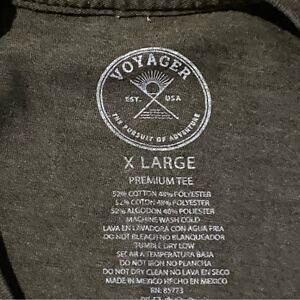 VOYAGER
EST. USA
THE PURSUIT OF ADVENTURE
X LARGE
PREMIUM TEE
52% COTTON 48% POLYESTER
52% COTON 48% POLYESTER
52% ALGODON 48% POLIESTER
MACHINE WASH COLD
LAVA EN LAVADORA CON AGUA FRIA
DO NOT BLEACH NO BLANQUEADOR
TUMBLE DRY LOW
SECAR A TEMPERATURA BAJA
DO NOT IRON NO PLANCHA
DO NOT DRY CLEAN NO LAVO EN SECO
MADE IN MEXICO HECHO EN MEXICO
RN: 85773